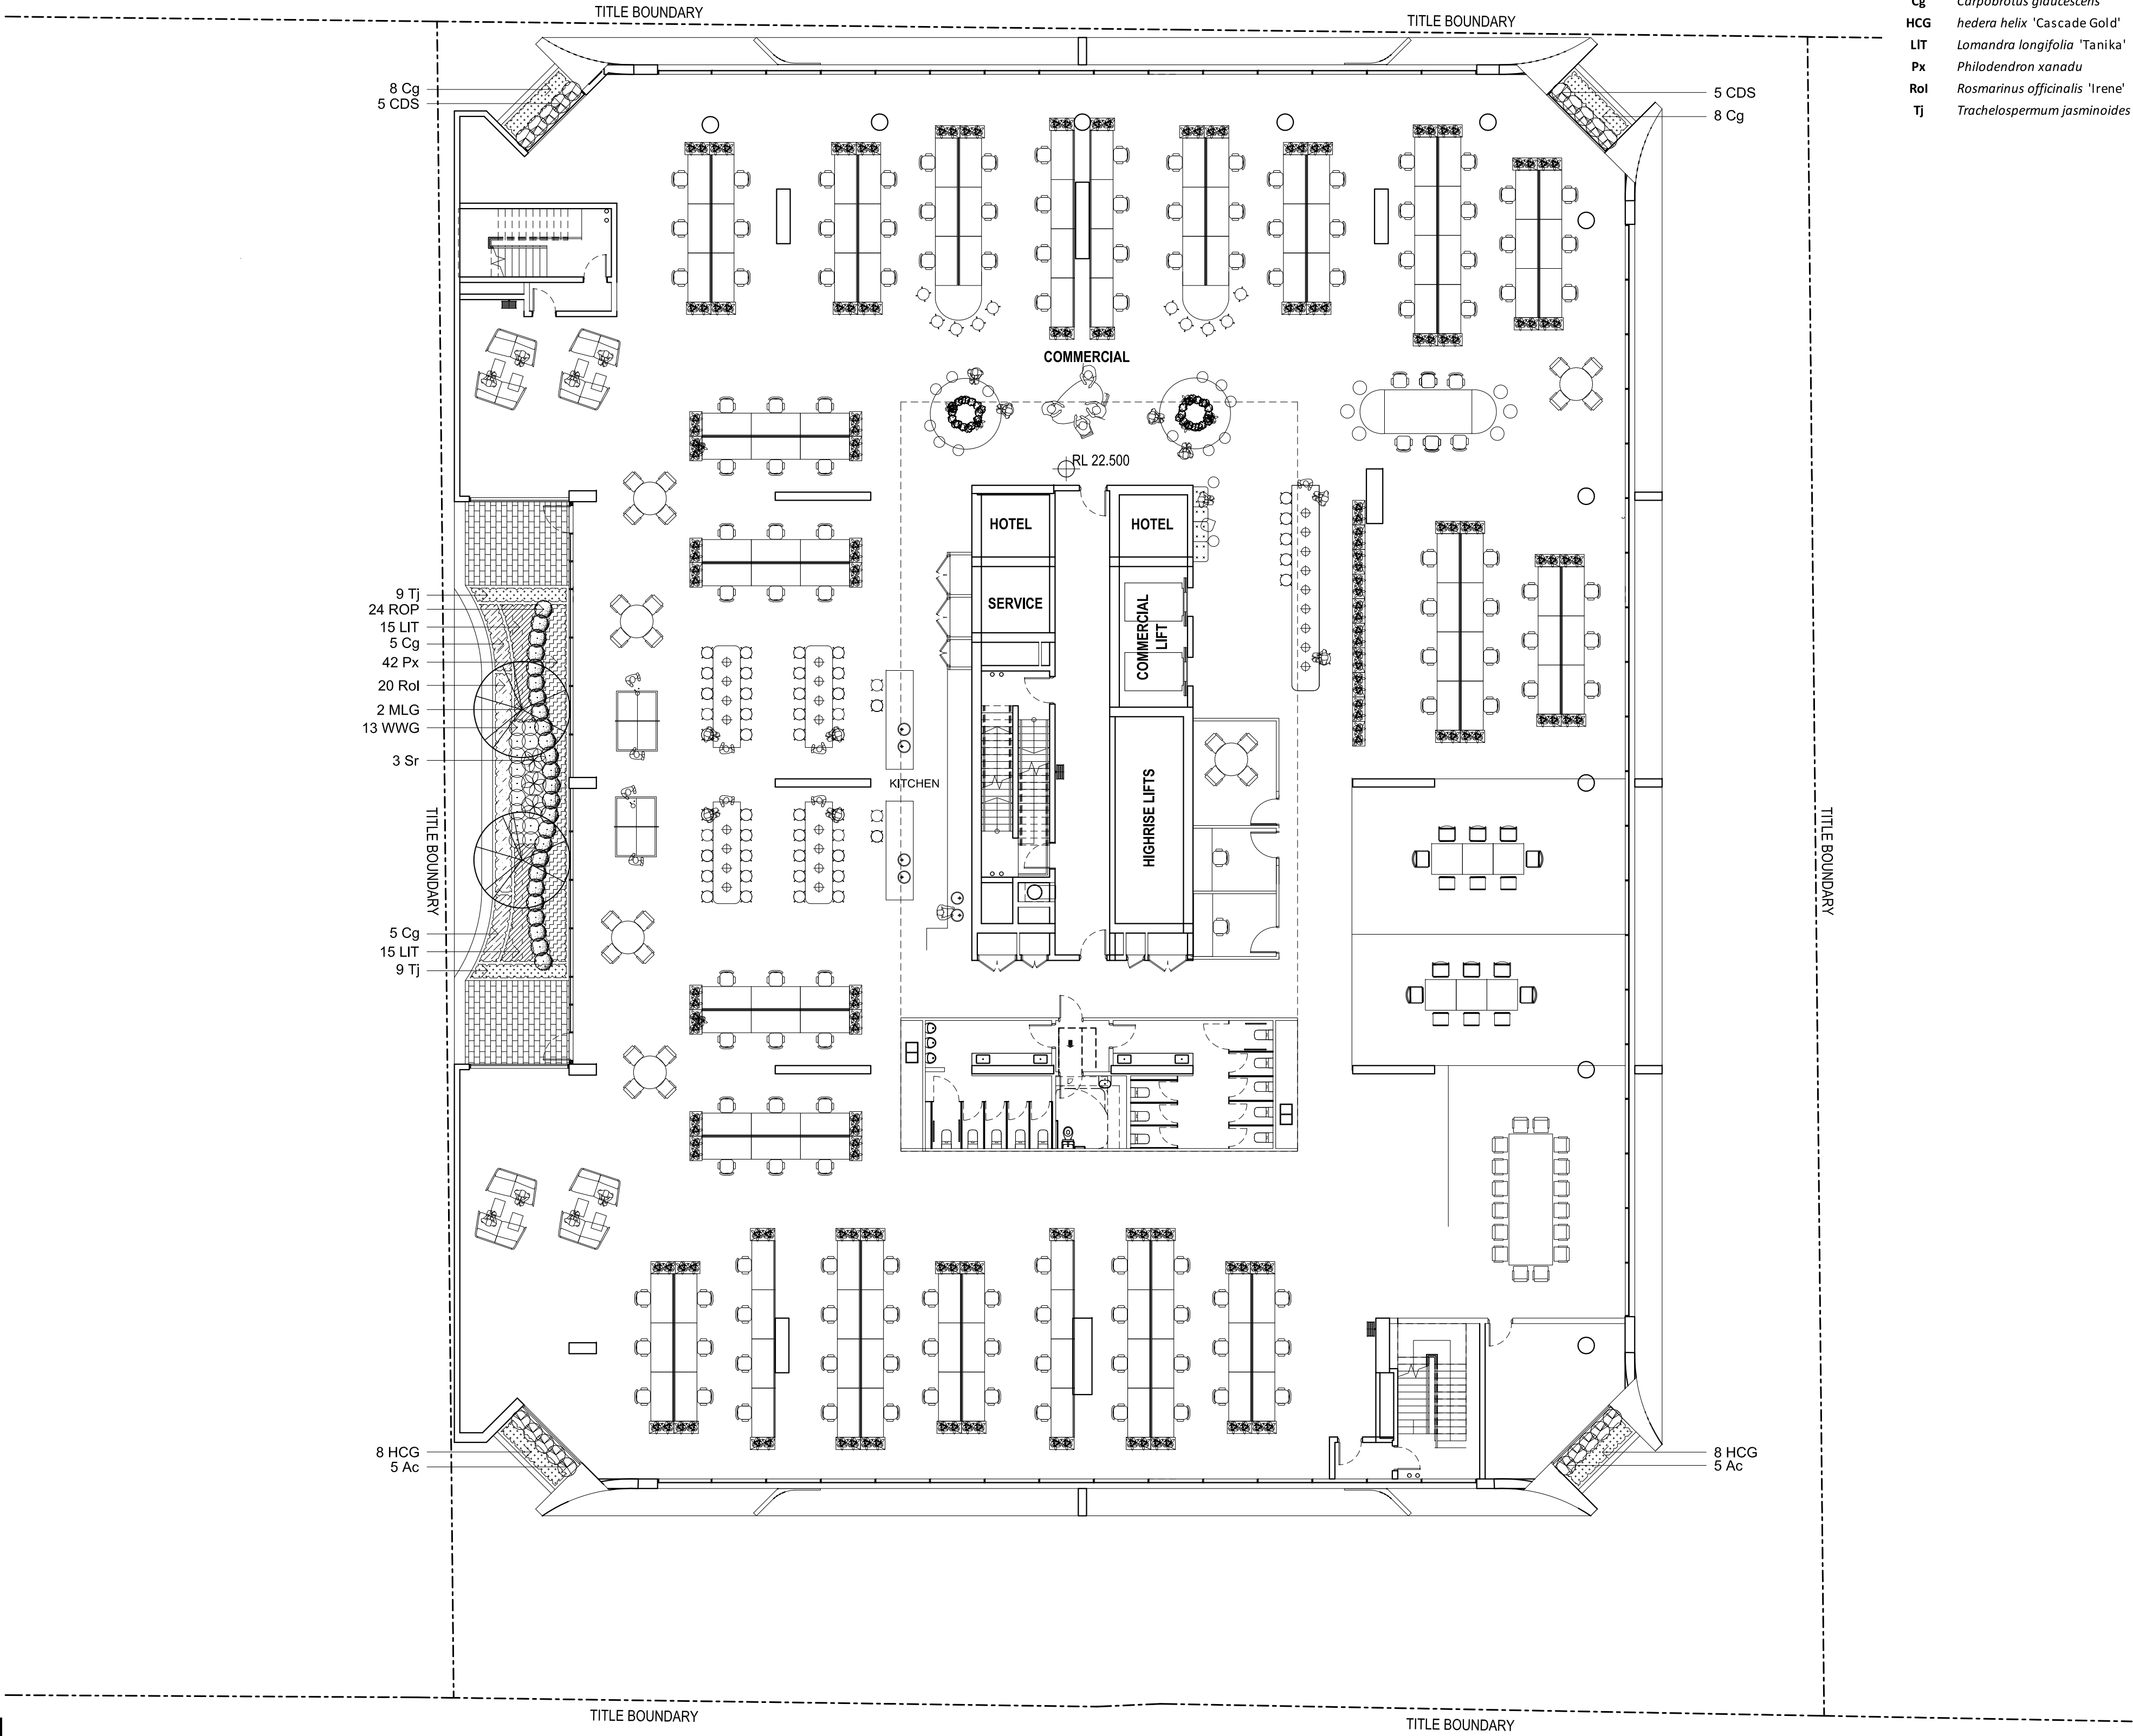 TITLE BOUNDARY
TITLE BOUNDARY
Cg Carpobrotus glaucescens
HCG hedera helix 'Cascade Gold'
LIT Lomandra longifolia 'Tanika'
Px Philodendron xanadu
RoI Rosmarinus officinalis 'Irene'
Tj Trachelospermum jasminoides
8 Cg
5 CDS
5 CDS
8 Cg
COMMERCIAL
RL 22.500
HOTEL
HOTEL
SERVICE
COMMERCIAL
LIFT
9 Tj
24 ROP
15 LIT
5 Cg
42 Px
20 RoI
2 MLG
13 WWG
3 Sr
KITCHEN
HIGHRISE LIFTS
TITLE BOUNDARY
TITLE BOUNDARY
5 Cg
15 LIT
9 Tj
8 HCG
5 Ac
8 HCG
5 Ac
TITLE BOUNDARY
TITLE BOUNDARY